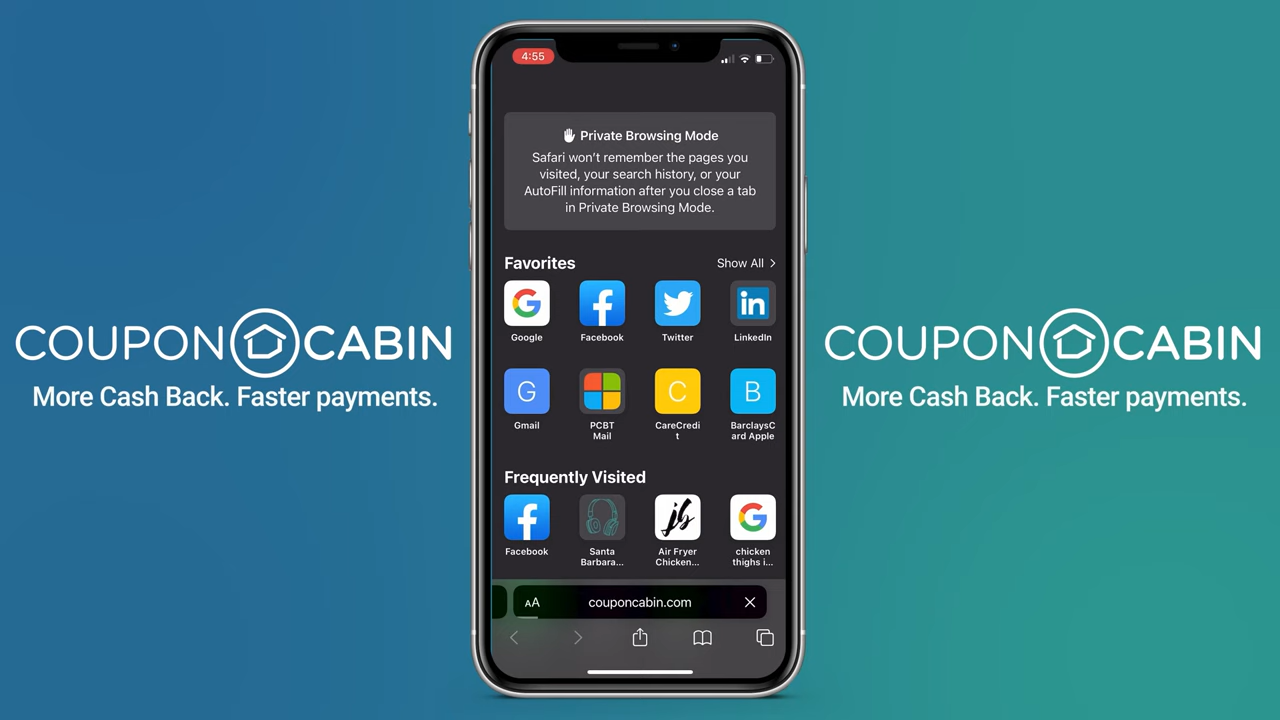 4:55
Private Browsing Mode
Safari won't remember the pages you
visited, your search history, or your
AutoFill information after you close a tab
in Private Browsing Mode.
Favorites
Show All
Google
Facebook
Twitter
LinkedIn
G
Gmail
PCBT
Mail
C
CareCredi
t
B
BarclaysC
ard Apple
Frequently Visited
Facebook
Santa
Barbara...
jb
Air Fryer
Chicken...
chicken
thighs i...
AA
couponcabin.com
COUPON CABIN
More Cash Back. Faster payments.
COUPON CABIN
More Cash Back. Faster payments.